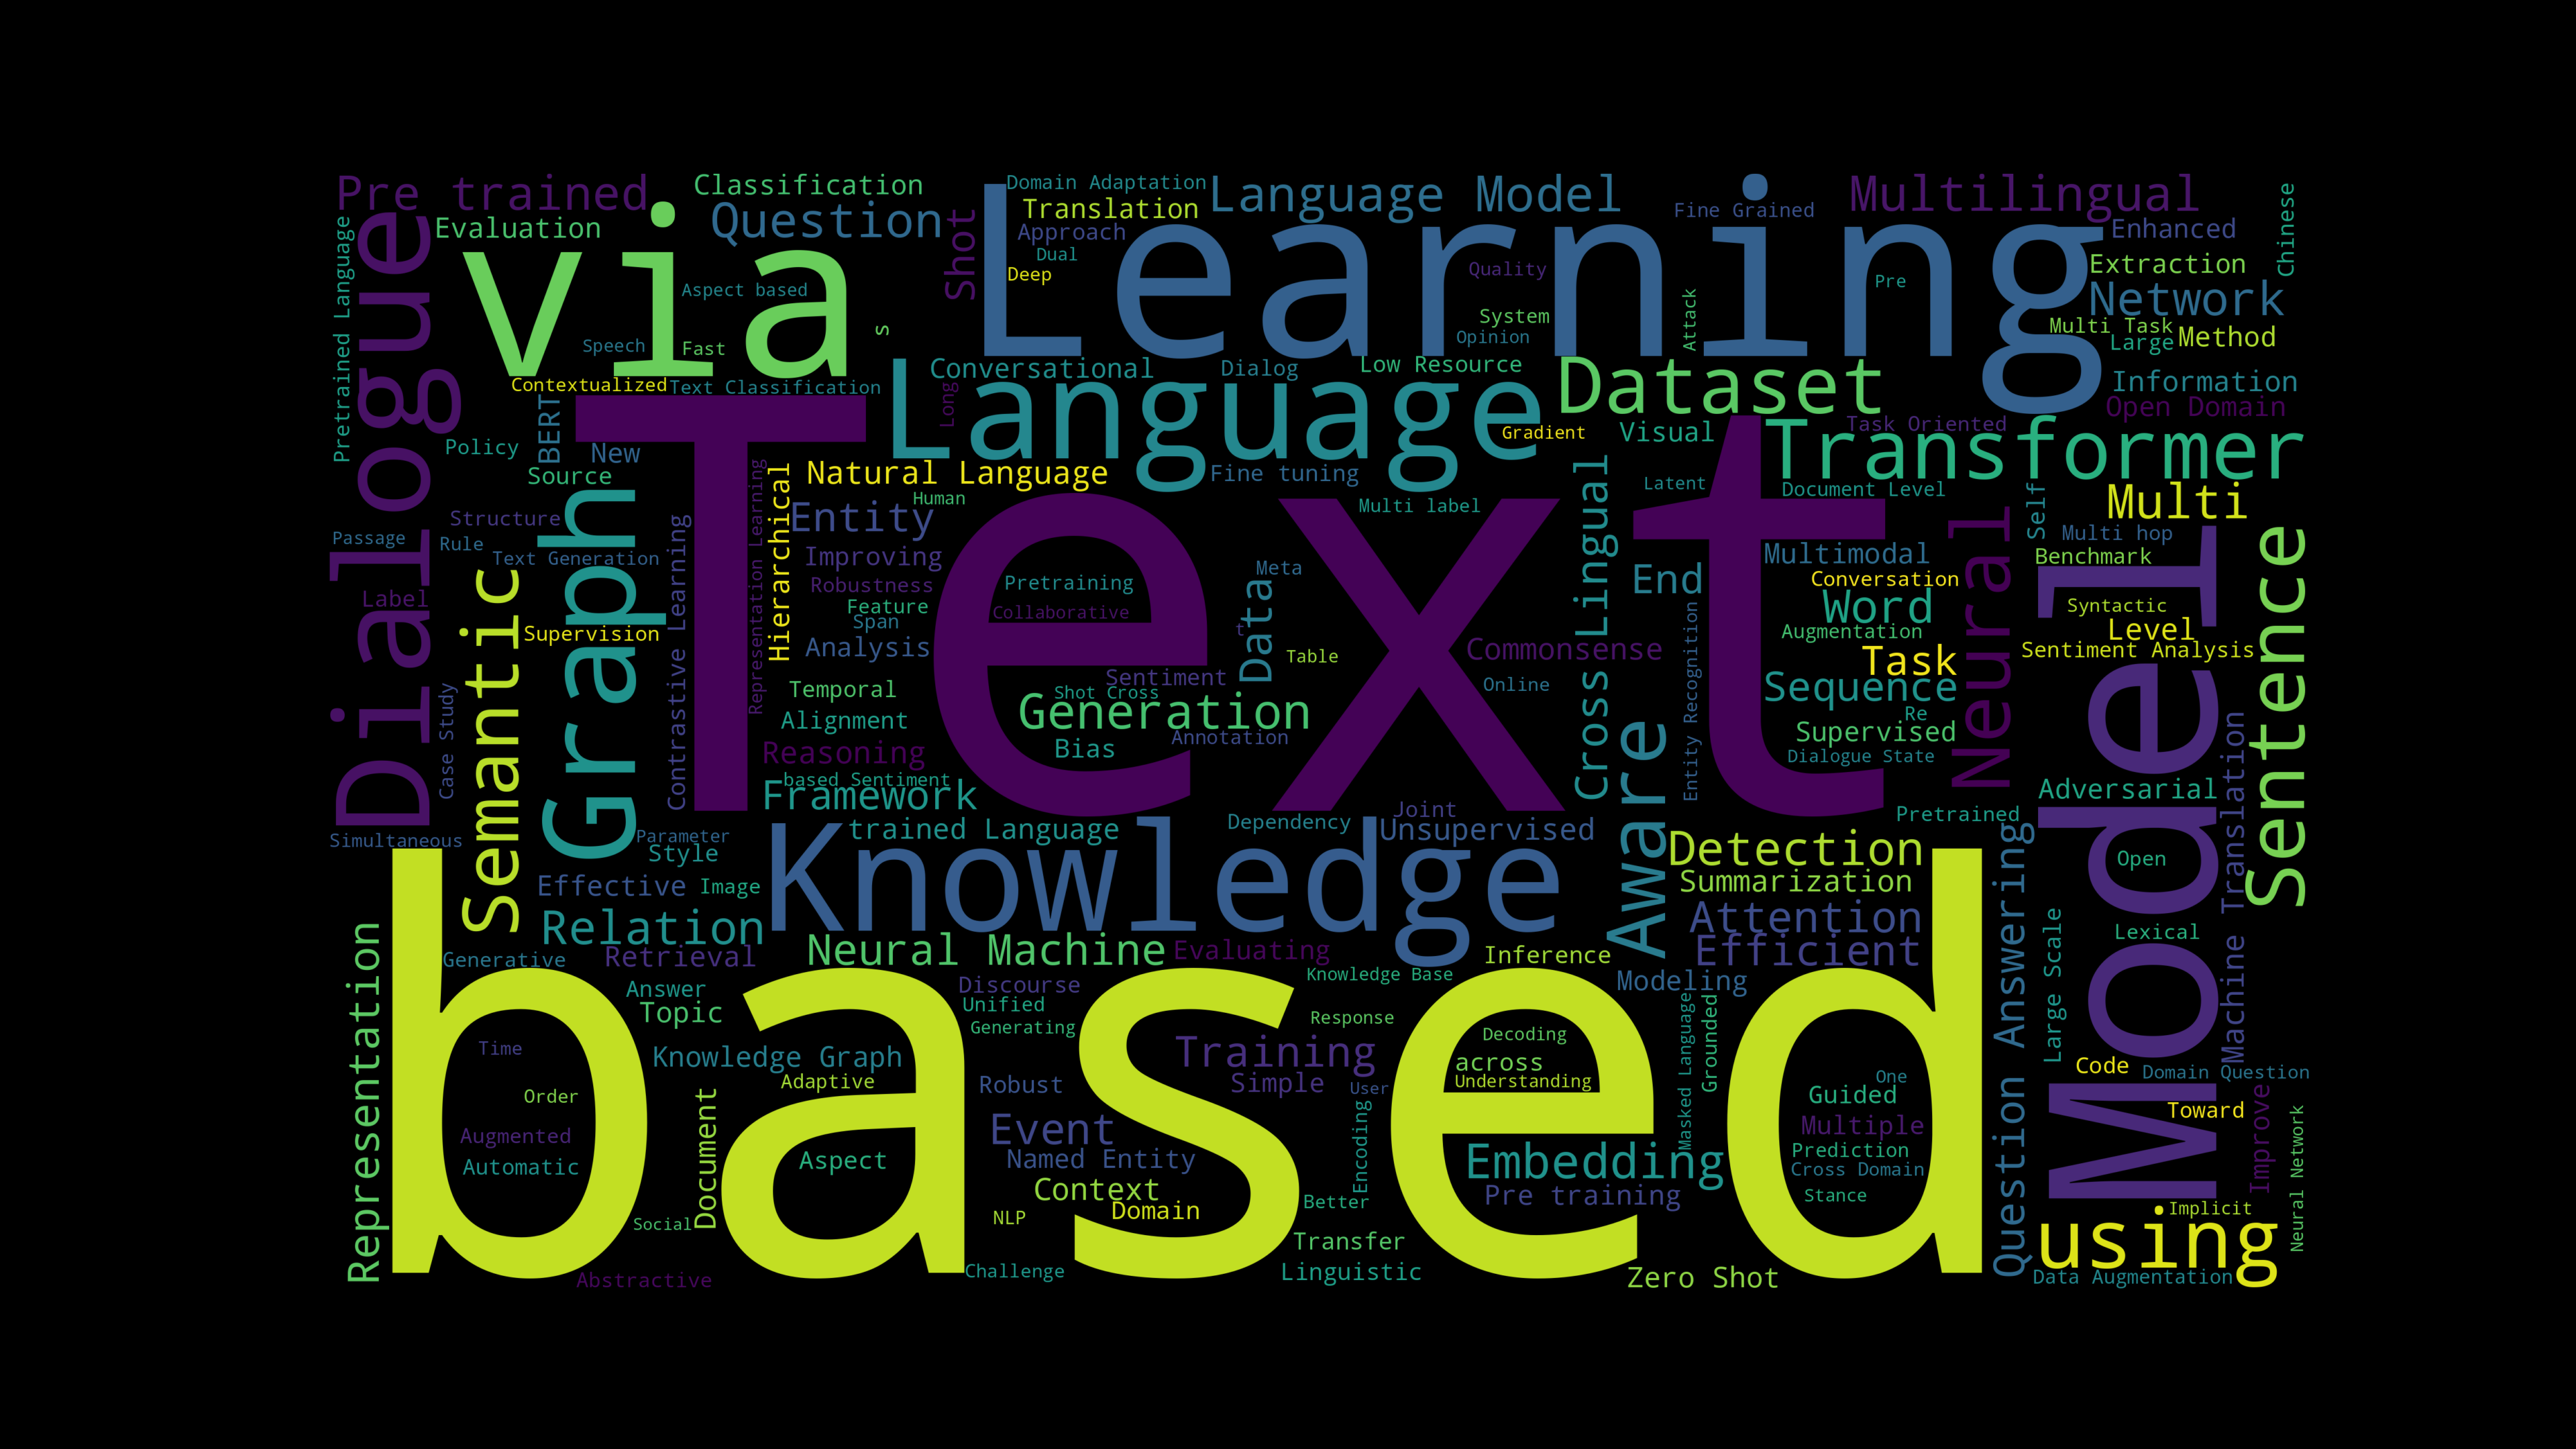 Pre trained
Classification
Domain Adaptation
Language Model
Fine Grained
Multilingual
Chinese
Evaluation
Question
Shot
Translation
Approach
Dual
Deep
Learning
Quality
Pre
Enhanced
Extraction
Network
via
Aspect based
s
System
Opinion
Attack
Multi Task
Large
Method
Pretrained Language
Dialogue
Speech
Fast
Contextualized
Text Classification
Conversational
Dialog
Low Resource
Dataset
Information
Open Domain
Long
Language
Gradient
Visual
Task Oriented
Transformer
Policy
BERT
New
Source
Natural Language
Fine tuning
Latent
Document Level
Multi
Text
Human
Multi label
Structure
Passage
Rule
Text Generation
Graph
Contrastive Learning
Representation Learning
Hierarchical
Entity
Improving
Robustness
Feature
Span
Analysis
Pretraining
Collaborative
Meta
Data
t
Table
Cross Lingual
End
Multimodal
Conversation
Word
Augmentation
Task
Sequence
Re
Supervised
Dialogue State
Neural
Self
Multi hop
Benchmark
Syntactic
Level
Sentiment Analysis
Sentence
Model
Label
Supervision
Semantic
Case Study
Temporal
Alignment
Reasoning
based Sentiment
Framework
Sentiment
Shot Cross
Generation
Bias
Annotation
Commonsense
Online
Entity Recognition
Aware
Pretrained
Adversarial
Machine Translation
Simultaneous
Parameter
Style
trained Language
Dependency
Joint
Unsupervised
Knowledge
Detection
Summarization
Open
Effective
Image
Relation
Attention
Efficient
Question Answering
Lexical
Large Scale
Representation
Generative
Retrieval
Neural Machine
Evaluating
Inference
Modeling
Knowledge Base
Answer
Topic
Discourse
Unified
Generating
Response
Decoding
Masked Language
Grounded
based
Time
Knowledge Graph
Adaptive
Training
Simple
User
across
Understanding
Robust
One
Guided
Code
Domain Question
Order
Document
Augmented
Automatic
Aspect
Event
Named Entity
Encoding
Embedding
Pre training
Multiple
Prediction
Cross Domain
Stance
Toward
Improve
Neural Network
Context
Domain
NLP
Better
Social
Implicit
using
Transfer
Linguistic
Challenge
Abstractive
Zero Shot
Data Augmentation